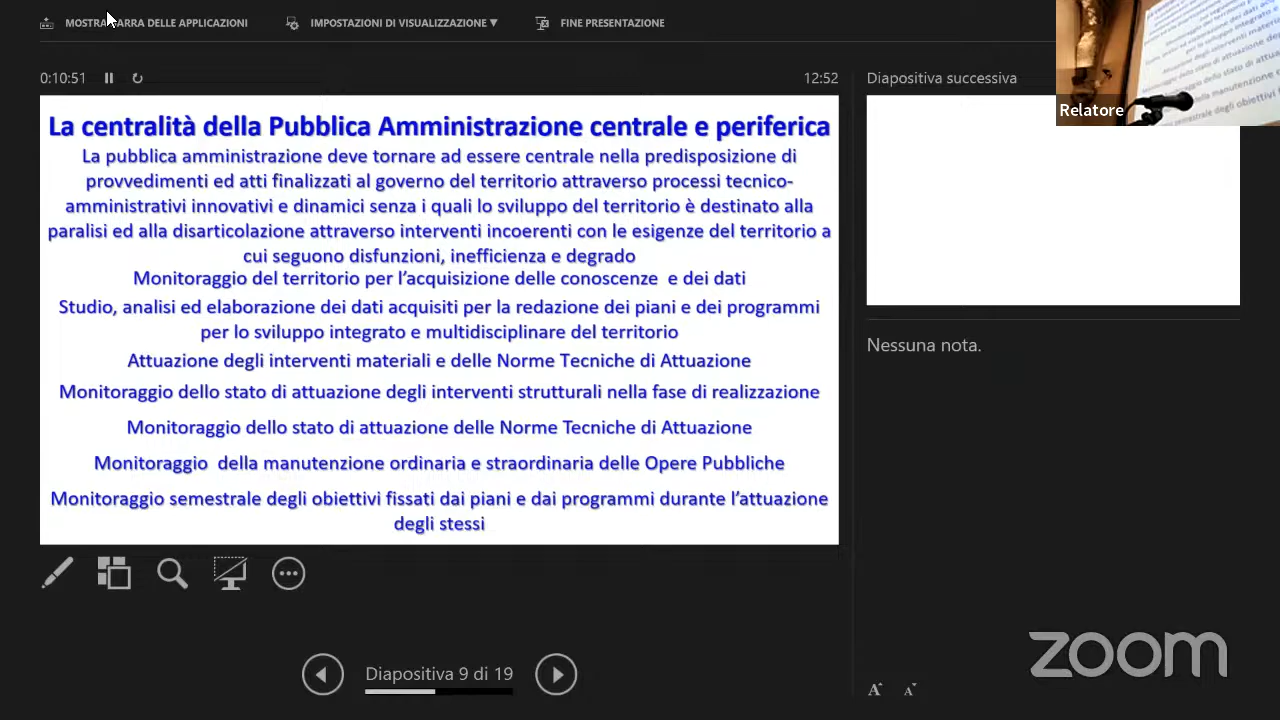 MOSTRA BARRA DELLE APPLICAZIONI
IMPOSTAZIONI DI VISUALIZZAZIONE ▼
FINE PRESENTAZIONE
0:10:51
12:52
Diapositiva successiva
Relatore
La centralità della Pubblica Amministrazione centrale e periferica
La pubblica amministrazione deve tornare ad essere centrale nella predisposizione di
provvedimenti ed atti finalizzati al governo del territorio attraverso processi tecnico-
amministrativi innovativi e dinamici senza i quali lo sviluppo del territorio è destinato alla
paralisi ed alla disarticolazione attraverso interventi incoerenti con le esigenze del territorio a
cui seguono disfunzioni, inefficienza e degrado
Monitoraggio del territorio per l’acquisizione delle conoscenze e dei dati
Studio, analisi ed elaborazione dei dati acquisiti per la redazione dei piani e dei programmi
per lo sviluppo integrato e multidisciplinare del territorio
Attuazione degli interventi materiali e delle Norme Tecniche di Attuazione
Monitoraggio dello stato di attuazione degli interventi strutturali nella fase di realizzazione
Monitoraggio dello stato di attuazione delle Norme Tecniche di Attuazione
Monitoraggio della manutenzione ordinaria e straordinaria delle Opere Pubbliche
Monitoraggio semestrale degli obiettivi fissati dai piani e dai programmi durante l’attuazione
degli stessi
Nessuna nota.
Diapositiva 9 di 19
A A
zoom